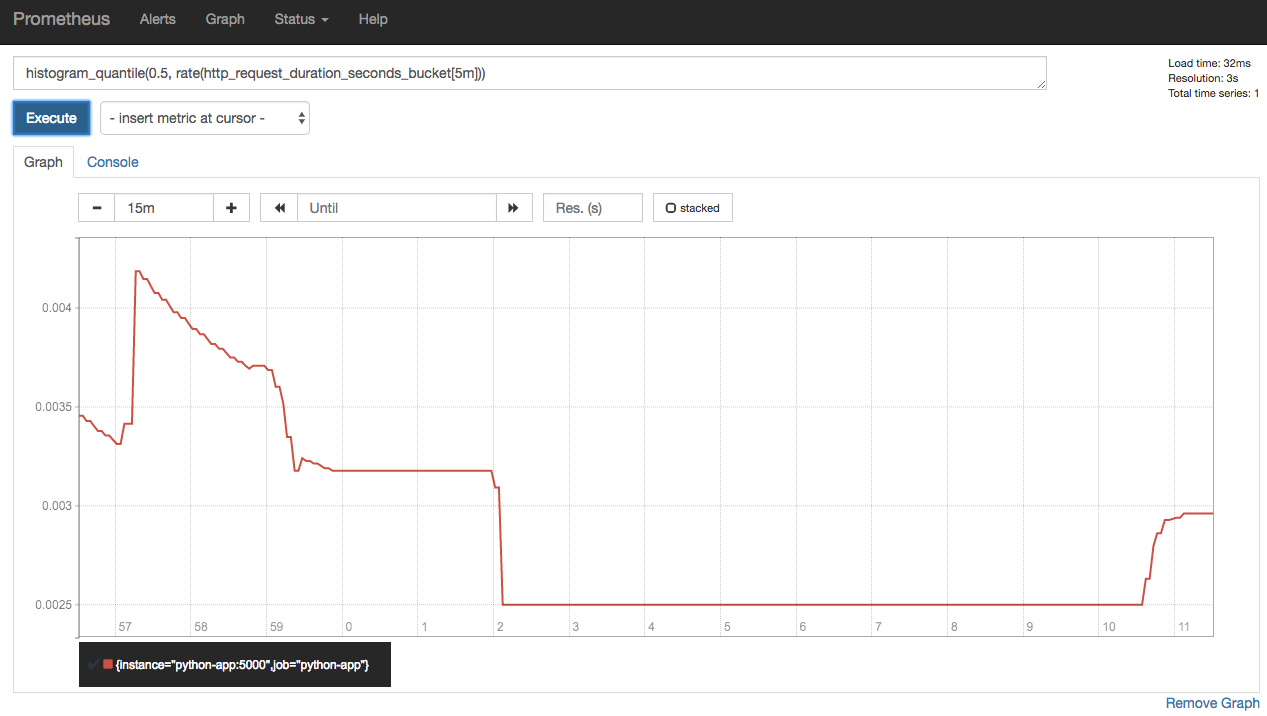 Prometheus Alerts Graph Status Help
histogram_quantile(0.5, rate(http_request_duration_seconds_bucket[5m]))
Load time: 32ms
Resolution: 3s
Total time series: 1
Execute - insert metric at cursor -
Graph Console
- 15m + Until Res. (s) stacked
0.004
0.0035
0.003
0.0025
57 58 59 0 1 2 3 4 5 6 7 8 9 10 11
{instance="python-app:5000",job="python-app"}
Remove Graph